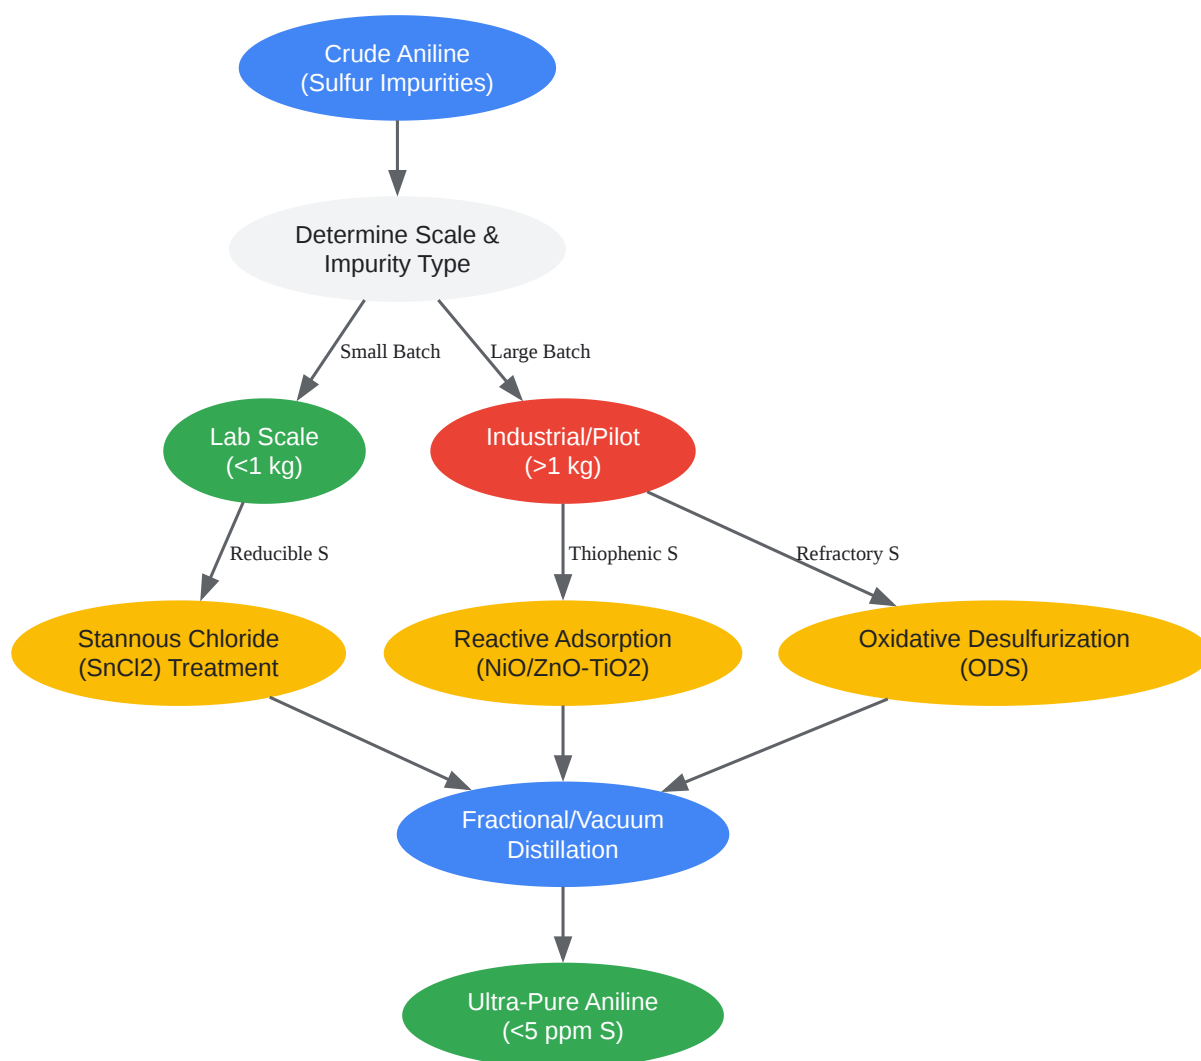 Crude Aniline
(Sulfur Impurities)
Determine Scale &
Impurity Type
Small Batch
Large Batch
Lab Scale
(<1 kg)
Industrial/Pilot
(>1 kg)
Reducible S
Thiophenic S
Refractory S
Stannous Chloride
(SnCl2) Treatment
Reactive Adsorption
(NiO/ZnO-TiO2)
Oxidative Desulfurization
(ODS)
Fractional/Vacuum
Distillation
Ultra-Pure Aniline
(<5 ppm S)